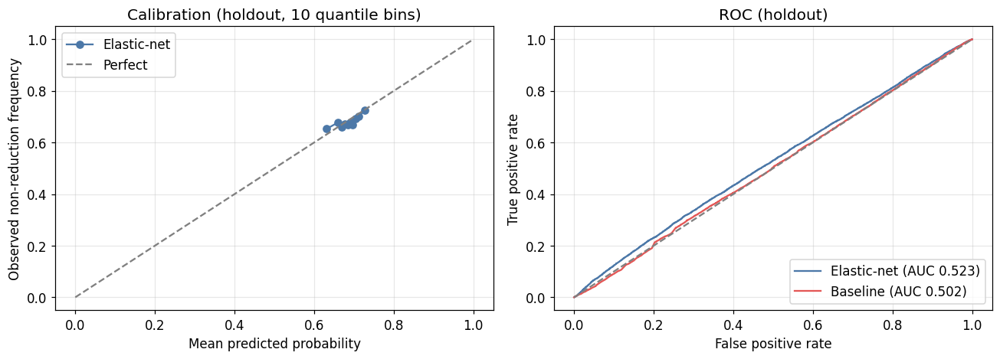 Calibration (holdout, 10 quantile bins)
Observed non-reduction frequency
1.0
0.8
0.6
0.4
0.2
0.0
Elastic-net
Perfect
0.0 0.2 0.4 0.6 0.8 1.0
Mean predicted probability
ROC (holdout)
True positive rate
1.0
0.8
0.6
0.4
0.2
0.0
Elastic-net (AUC 0.523)
Baseline (AUC 0.502)
0.0 0.2 0.4 0.6 0.8 1.0
False positive rate